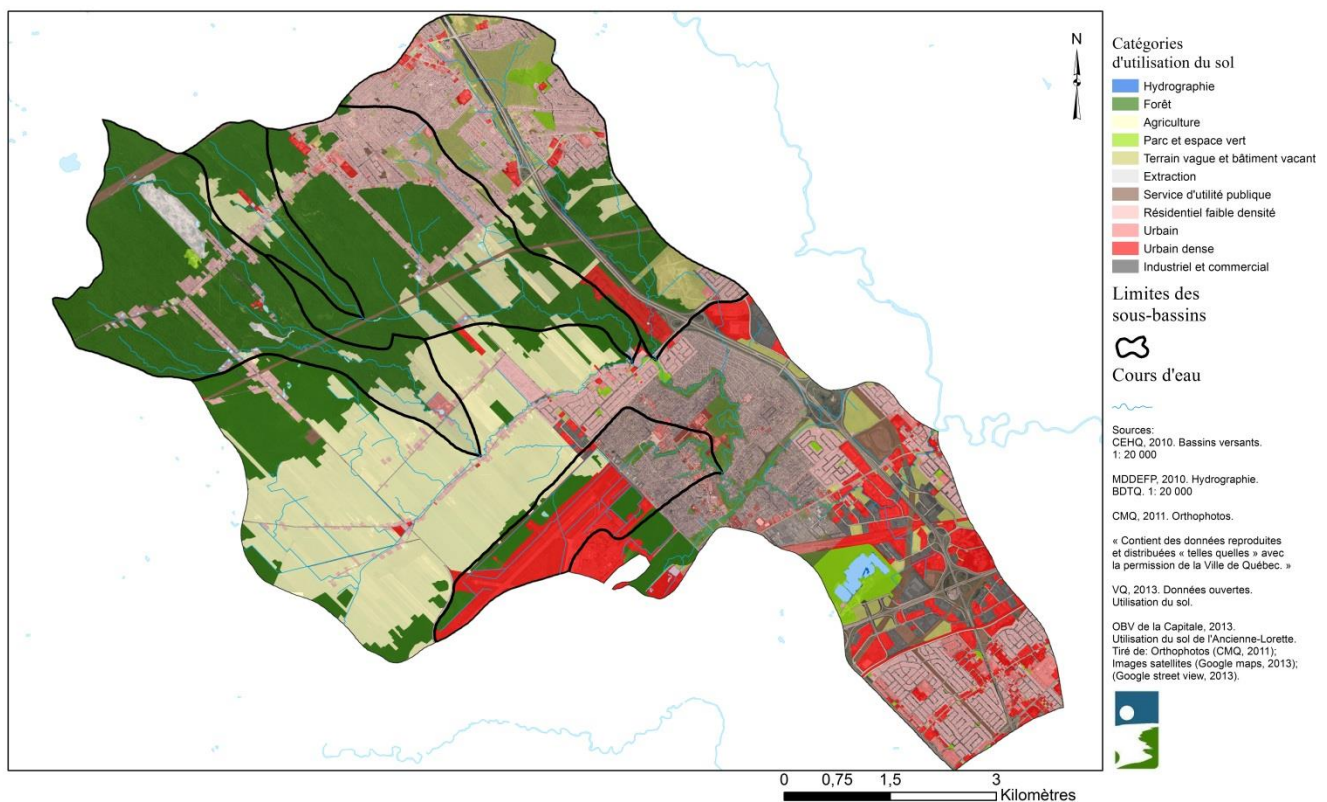 N
Catégories
d'utilisation du sol
Hydrographie
Forêt
Agriculture
Parc et espace vert
Terrain vague et bâtiment vacant
Extraction
Service d'utilité publique
Résidentiel faible densité
Urbain
Urbain dense
Industriel et commercial
Limites des
sous-bassins
Cours d'eau
Sources:
CEHQ, 2010. Bassins versants.
1: 20 000
MDDEFP, 2010. Hydrographie.
BDTQ. 1: 20 000
CMQ, 2011. Orthophotos.
« Contient des données reproduites
et distribuées « telles quelles » avec
la permission de la Ville de Québec. »
VQ, 2013. Données ouvertes.
Utilisation du sol.
OBV de la Capitale, 2013.
Utilisation du sol de l'Ancienne-Lorette.
Tiré de: Orthophotos (CMQ, 2011);
Images satellites (Google maps, 2013);
(Google street view, 2013).
0 0,75 1,5 3
Kilomètres